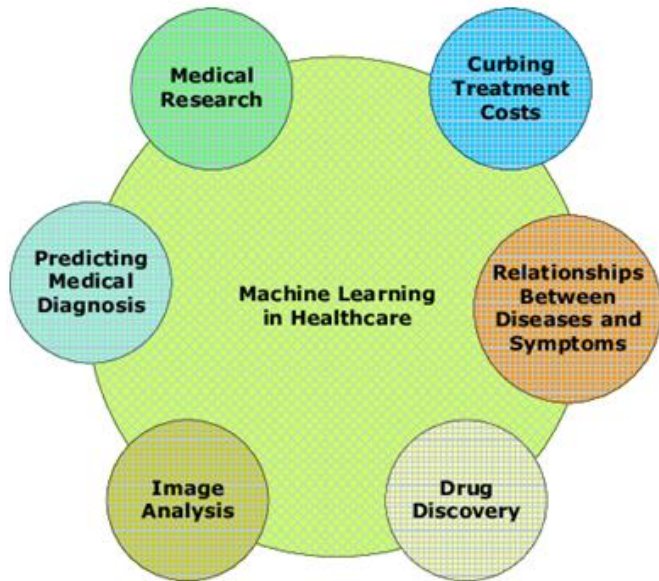 Medical
Research
Curbing
Treatment
Costs
Predicting
Medical
Diagnosis
Machine Learning
in Healthcare
Relationships
Between
Diseases and
Symptoms
Image
Analysis
Drug
Discovery